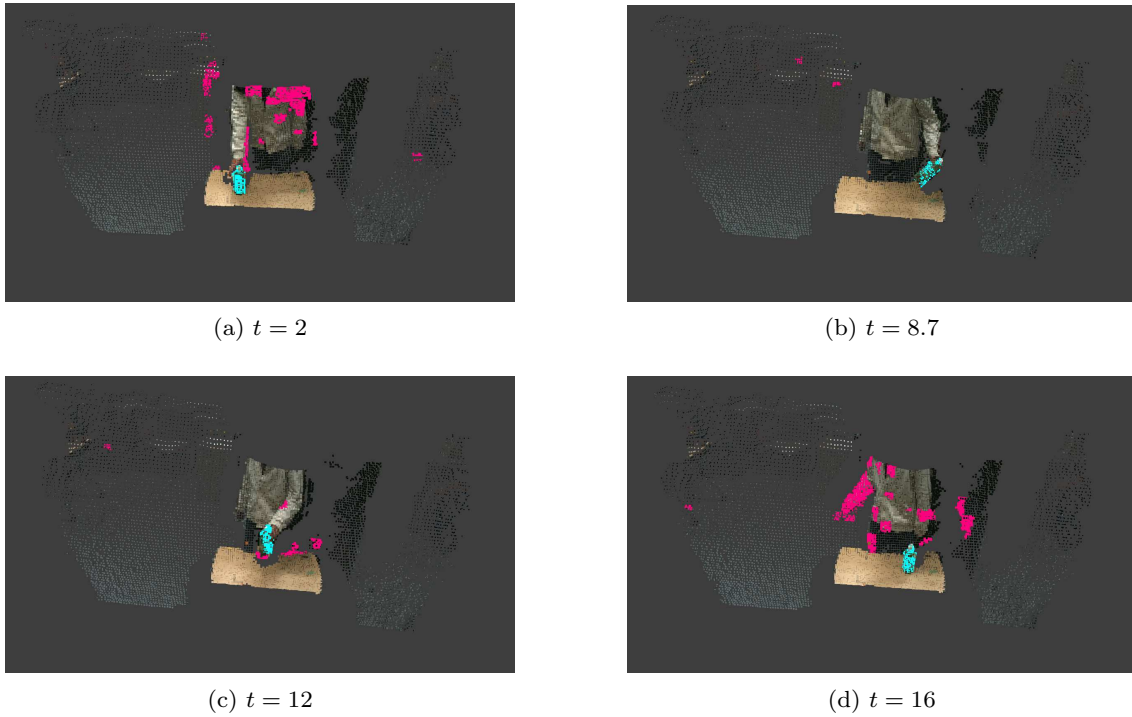 (a) t = 2
(b) t = 8.7
(c) t = 12
(d) t = 16